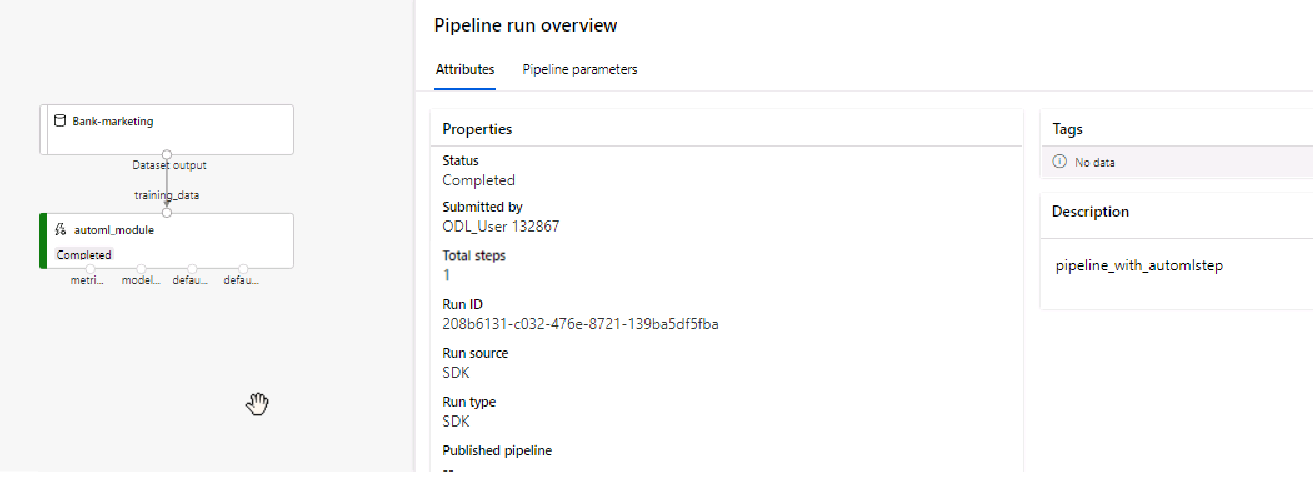 Pipeline run overview
Attributes Pipeline parameters
Bank-marketing
Dataset output
training_data
automl_module
Completed
metri... model... defau... defau...
Properties
Status
Completed
Submitted by
ODL_User 132867
Total steps
1
Run ID
208b6131-c032-476e-8721-139ba5df5fba
Run source
SDK
Run type
SDK
Published pipeline
--
Tags
No data
Description
pipeline_with_automlstep